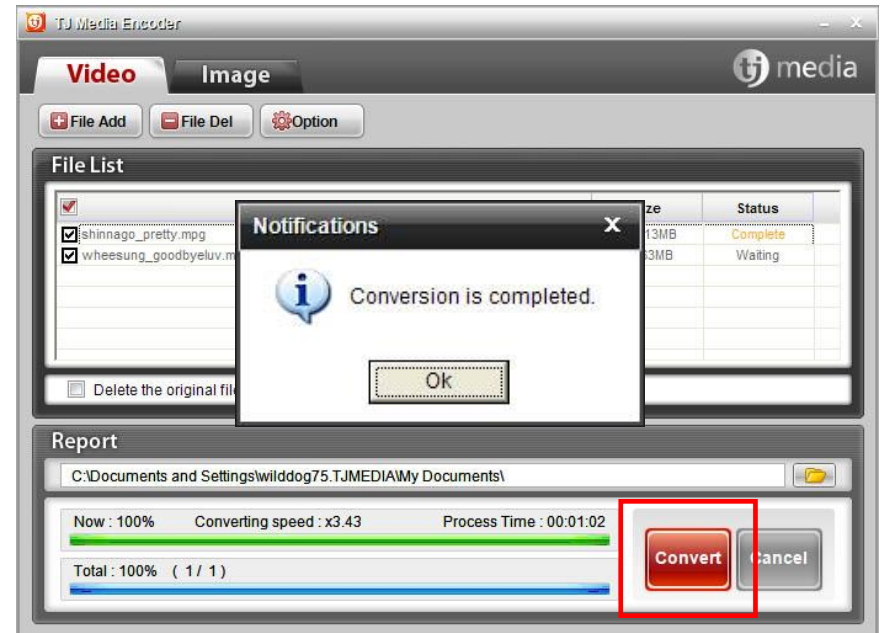 TJ Media Encoder
Video Image tj media
File Add File Del Option
File List
ze Status
shinnago_pretty.mpg 13MB Complete
wheesung_goodbyeluv.m 63MB Waiting
Notifications X
Conversion is completed.
Ok
Delete the original fil
Report
C:\Documents and Settings\wilddog75.TJMEDIA\My Documents\
Now : 100% Converting speed : x3.43 Process Time : 00:01:02
Total : 100% ( 1 / 1 )
Convert Cancel